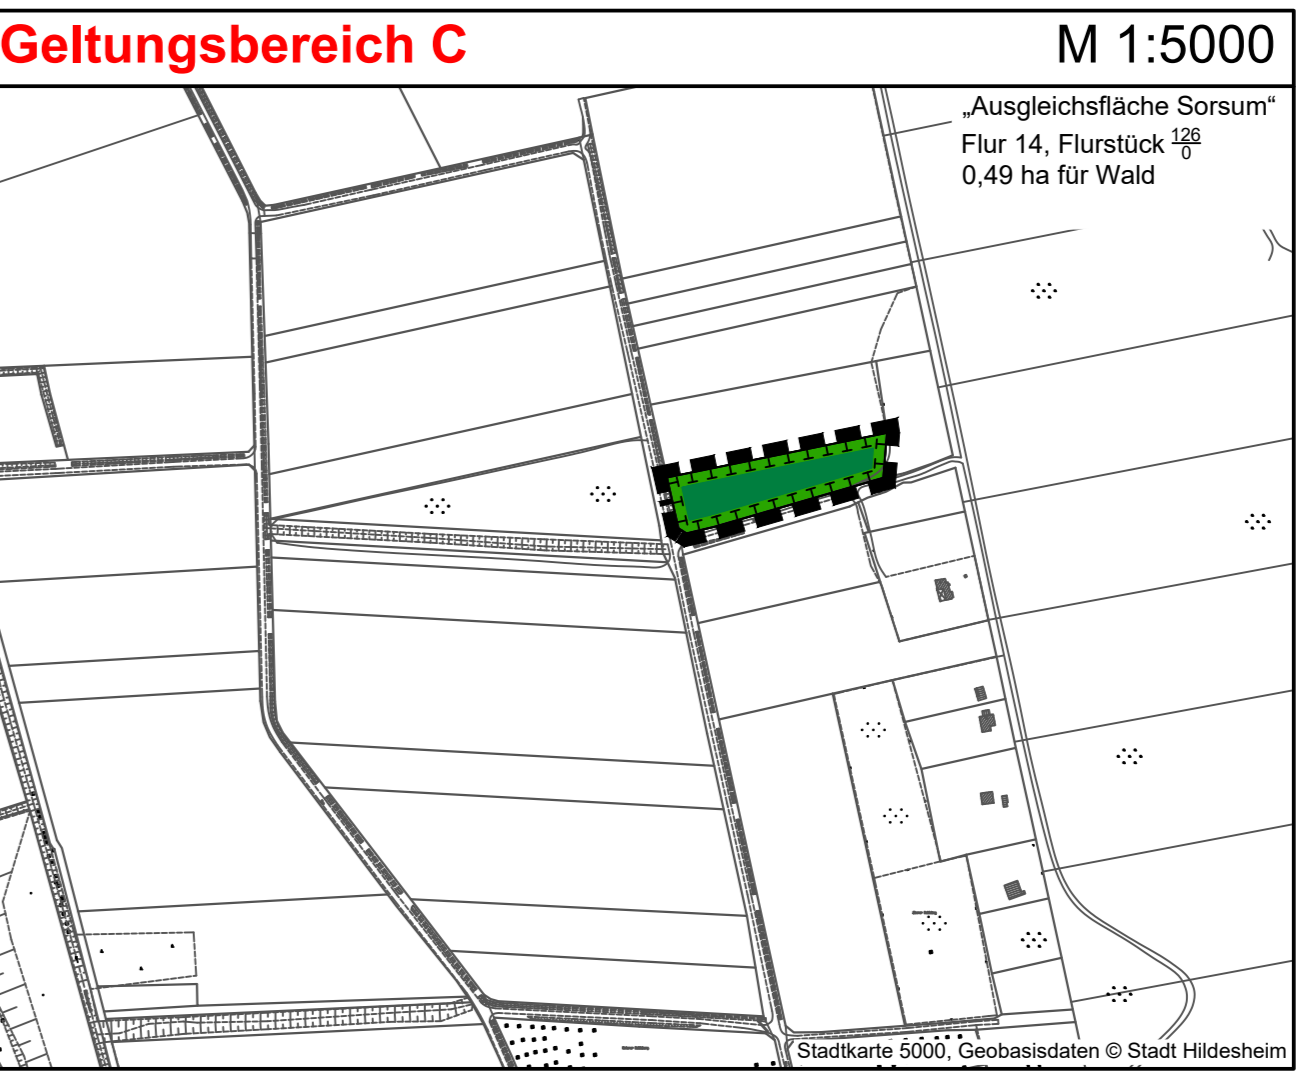 Geltungsbereich C
M 1:5000
„Ausgleichsfläche Sorsum“
Flur 14, Flurstück 126/0
0,49 ha für Wald
Stadtkarte 5000, Geobasisdaten © Stadt Hildesheim